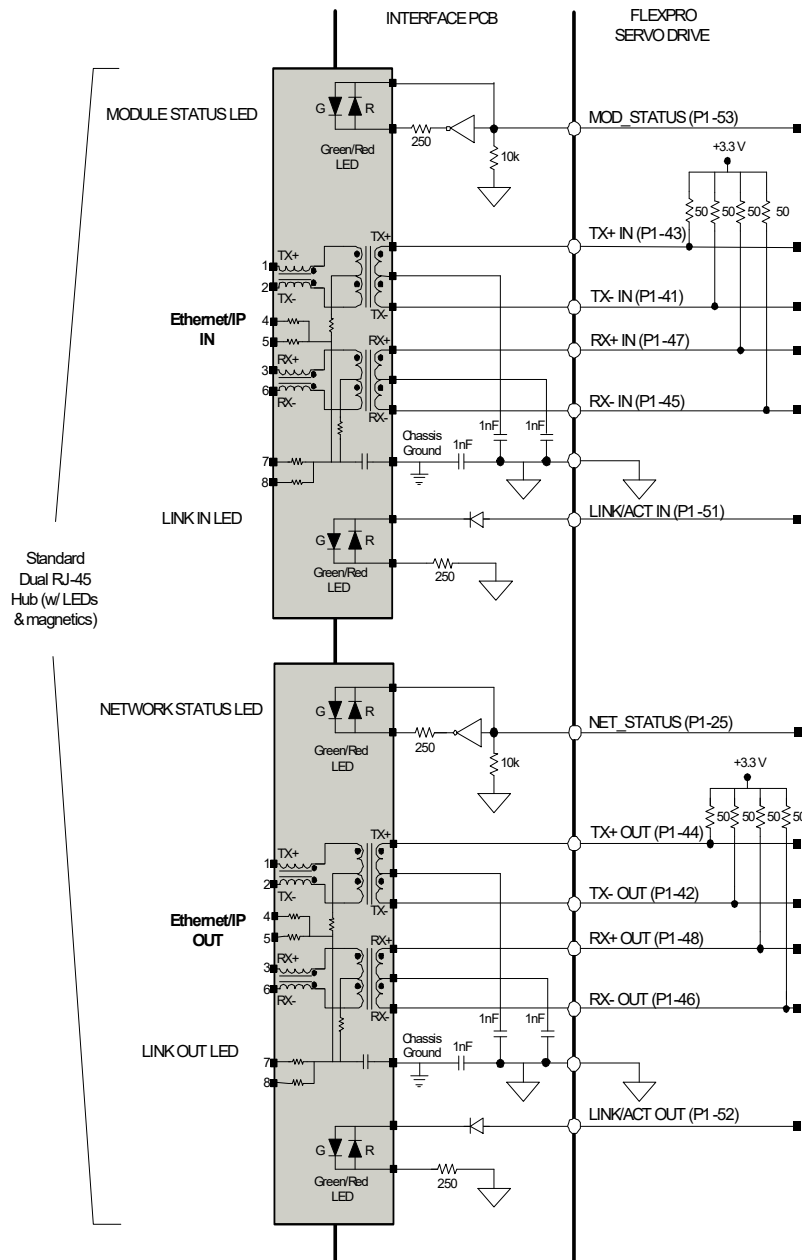 INTERFACE PCB
FLEXPRO
SERVO DRIVE
MODULE STATUS LED
G
R
Green/Red
LED
250
10k
MOD_STATUS (P1-53)
+3.3 V
50
50
50
50
TX+
TX-
1
2
TX+
TX-
TX+ IN (P1-43)
TX- IN (P1-41)
Ethernet/IP
IN
4
5
3
6
RX+
RX-
RX+
RX-
RX+ IN (P1-47)
RX- IN (P1-45)
7
8
Chassis
Ground
1nF
1nF
1nF
LINK IN LED
G
R
Green/Red
LED
250
LINK/ACT IN (P1-51)
Standard
Dual RJ-45
Hub (w/ LEDs
& magnetics)
NETWORK STATUS LED
G
R
Green/Red
LED
250
10k
NET_STATUS (P1-25)
+3.3 V
50
50
50
50
TX+
TX-
1
2
TX+
TX-
TX+ OUT (P1-44)
TX- OUT (P1-42)
Ethernet/IP
OUT
4
5
3
6
RX+
RX-
RX+
RX-
RX+ OUT (P1-48)
RX- OUT (P1-46)
LINK OUT LED
7
8
Chassis
Ground
1nF
1nF
1nF
G
R
Green/Red
LED
250
LINK/ACT OUT (P1-52)